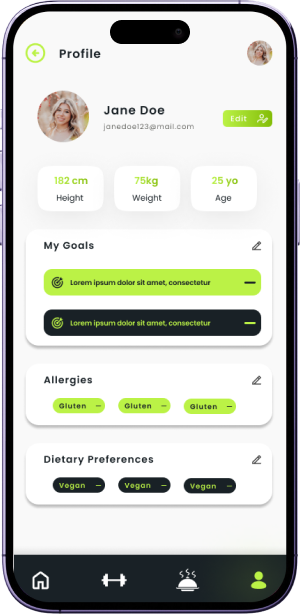 Profile
Jane Doe
janedoe123@mail.com
Edit
182 cm 75kg 25 yo
Height Weight Age
My Goals
Lorem ipsum dolor sit amet, consectetur
Lorem ipsum dolor sit amet, consectetur
Allergies
Gluten Gluten Gluten
Dietary Preferences
Vegan Vegan Vegan